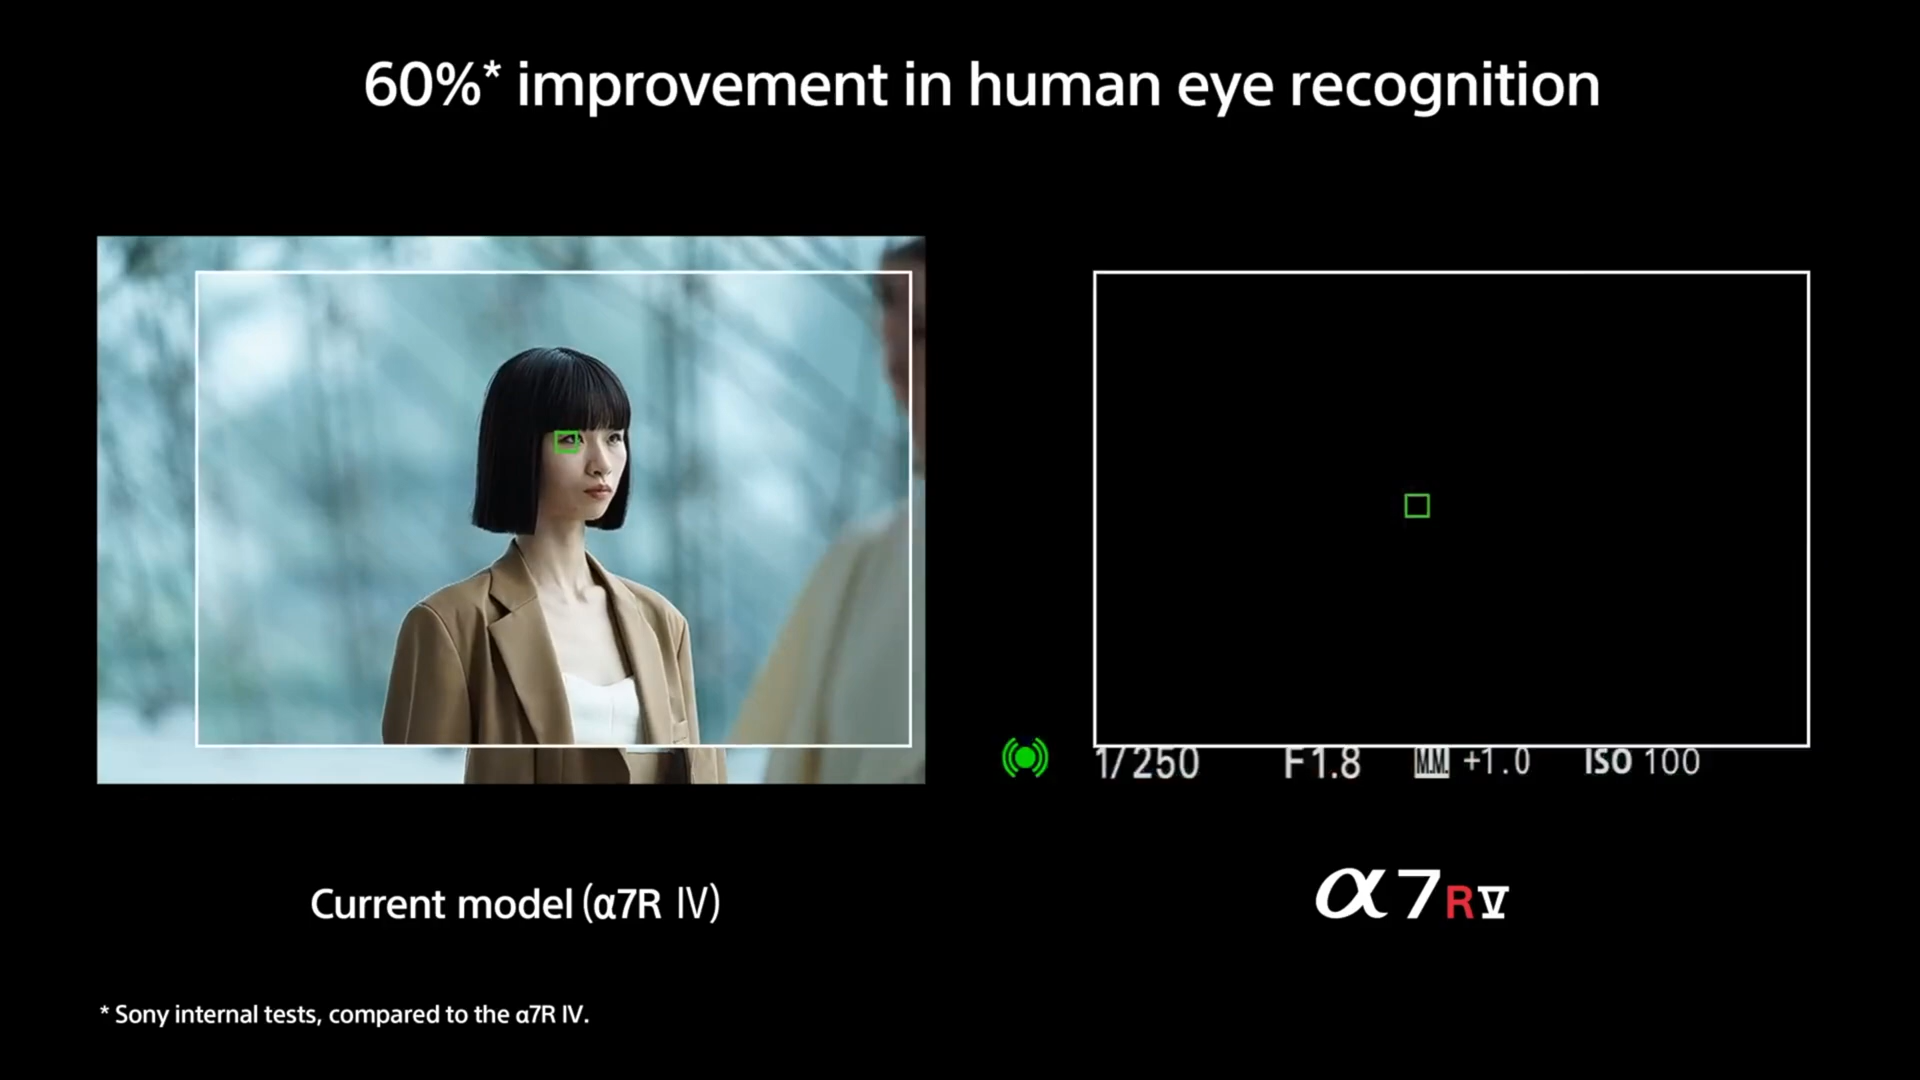 60%* improvement in human eye recognition
1/250 F1.8 M.M. +1.0 ISO 100
Current model (α7R IV)
α7RV
* Sony internal tests, compared to the α7R IV.